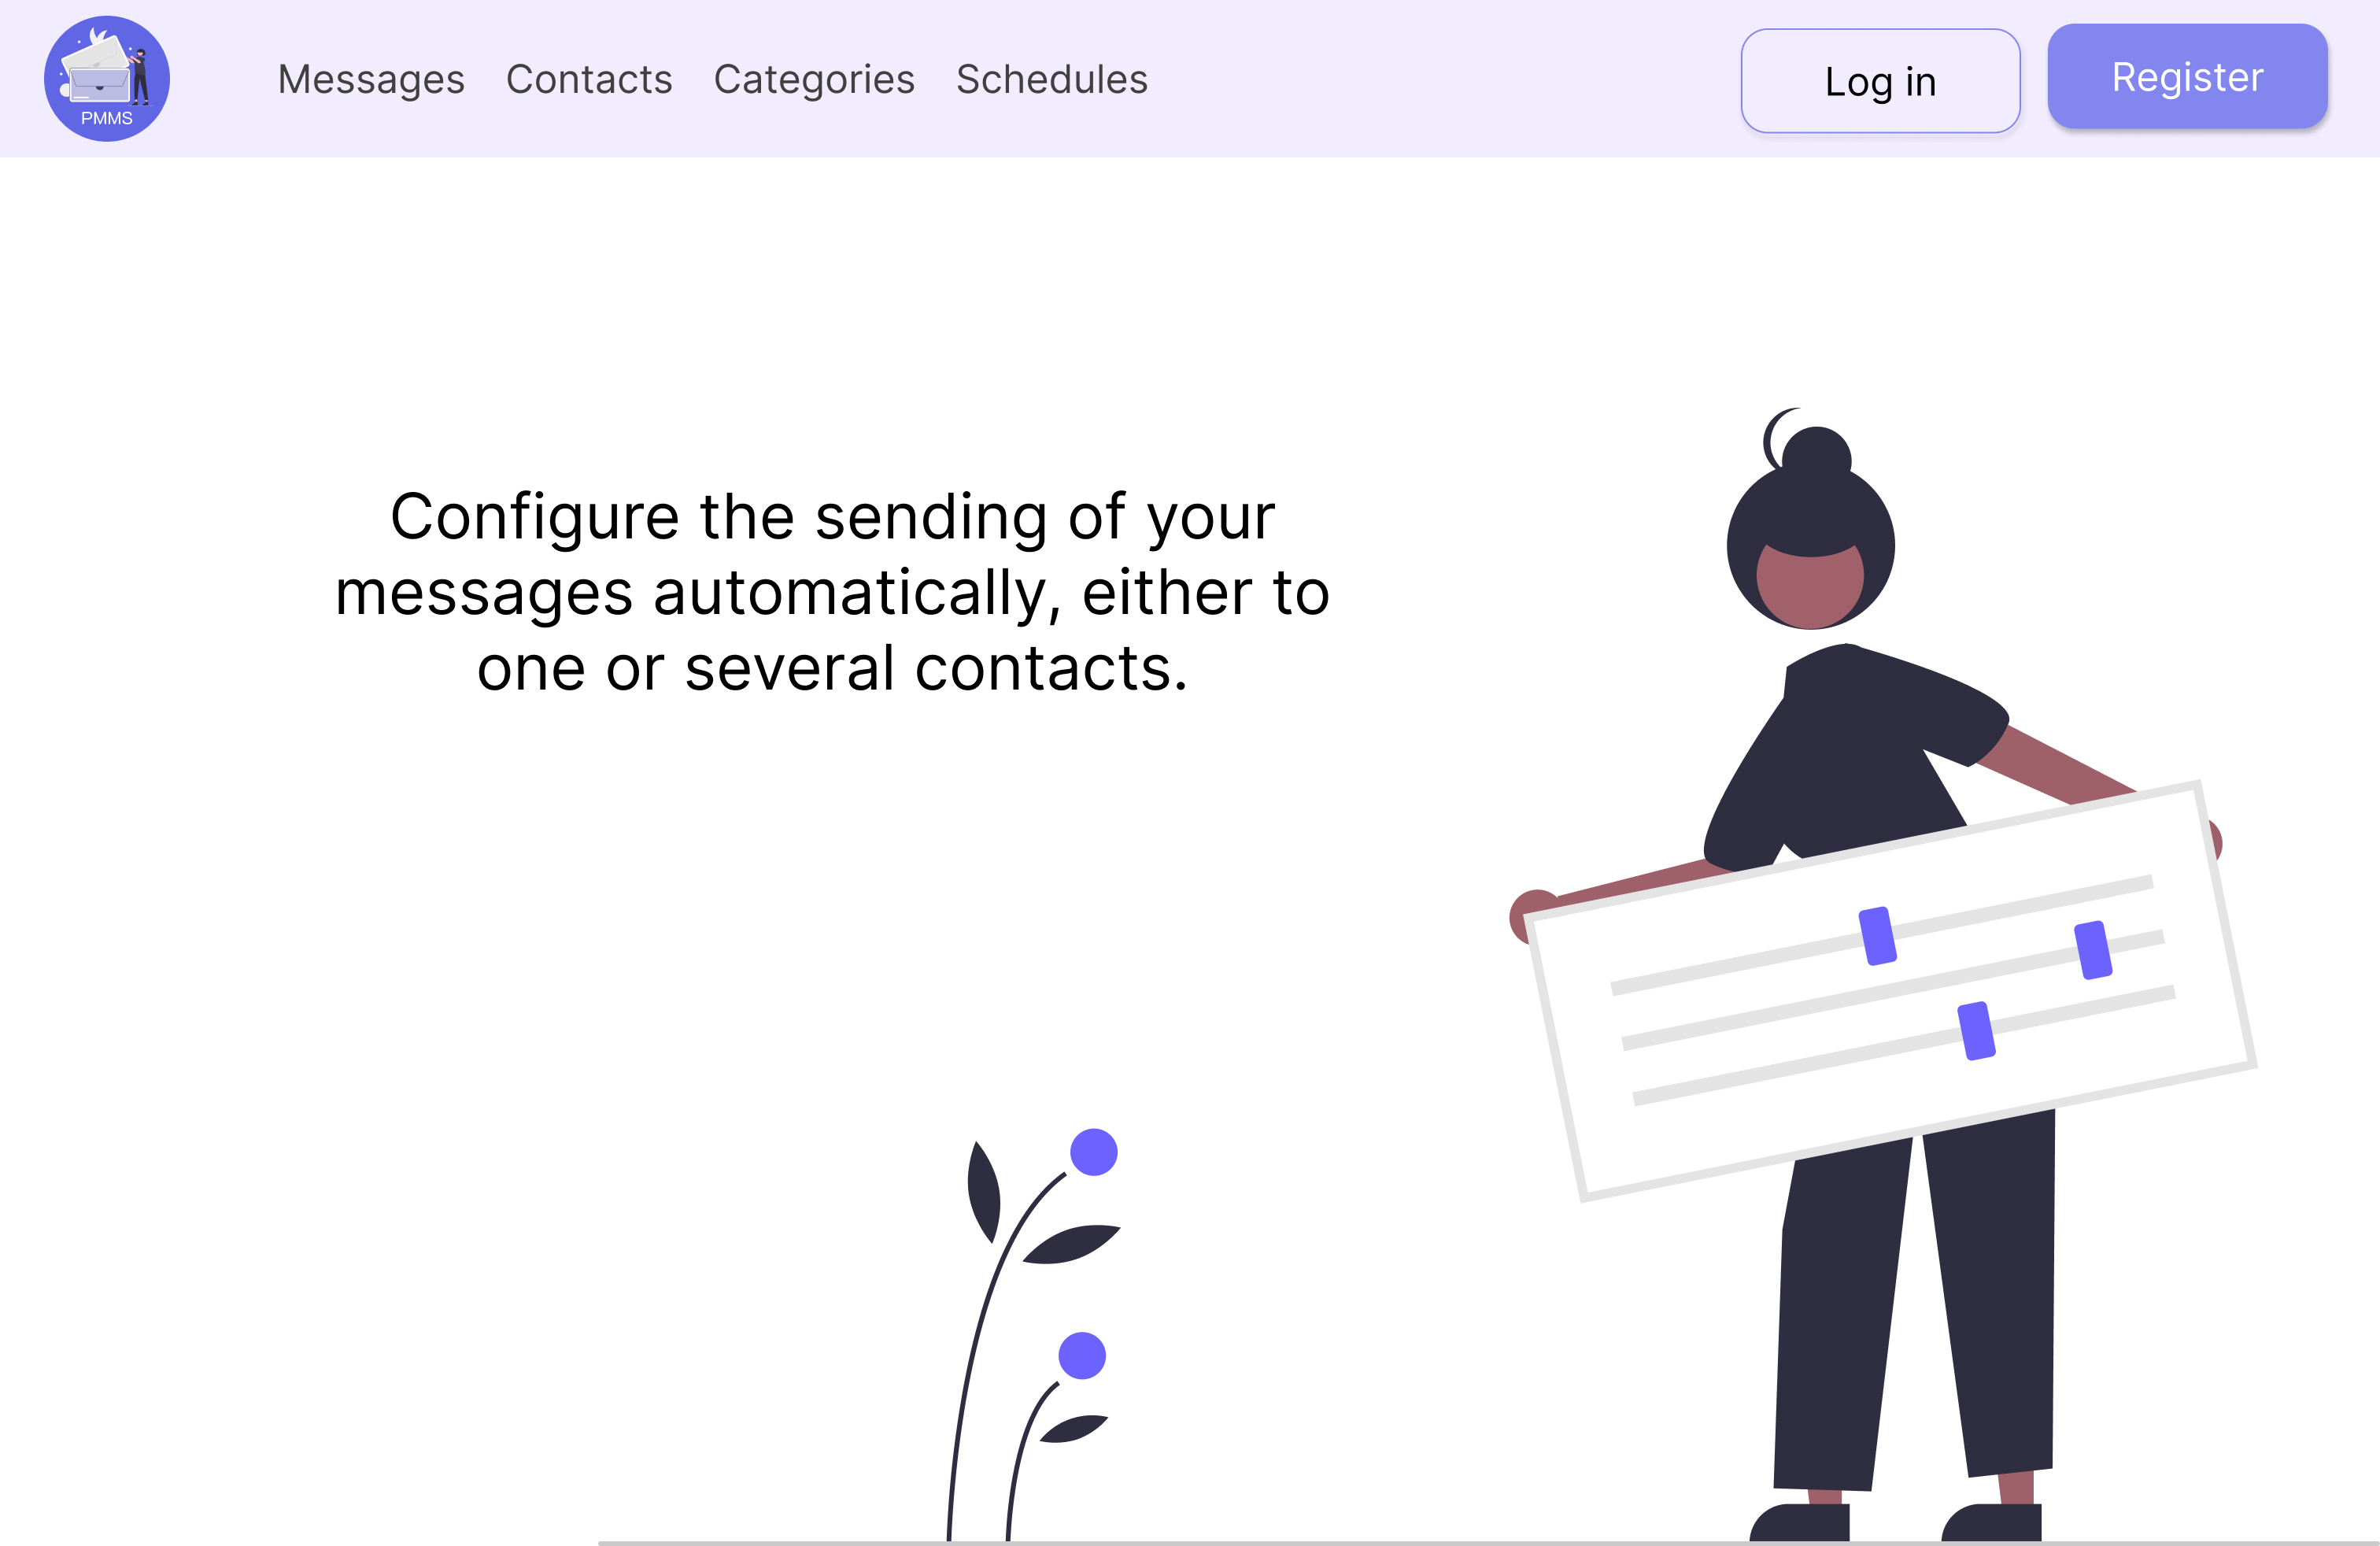 PMMS
Messages Contacts Categories Schedules Log in Register
Configure the sending of your
messages automatically, either to
one or several contacts.